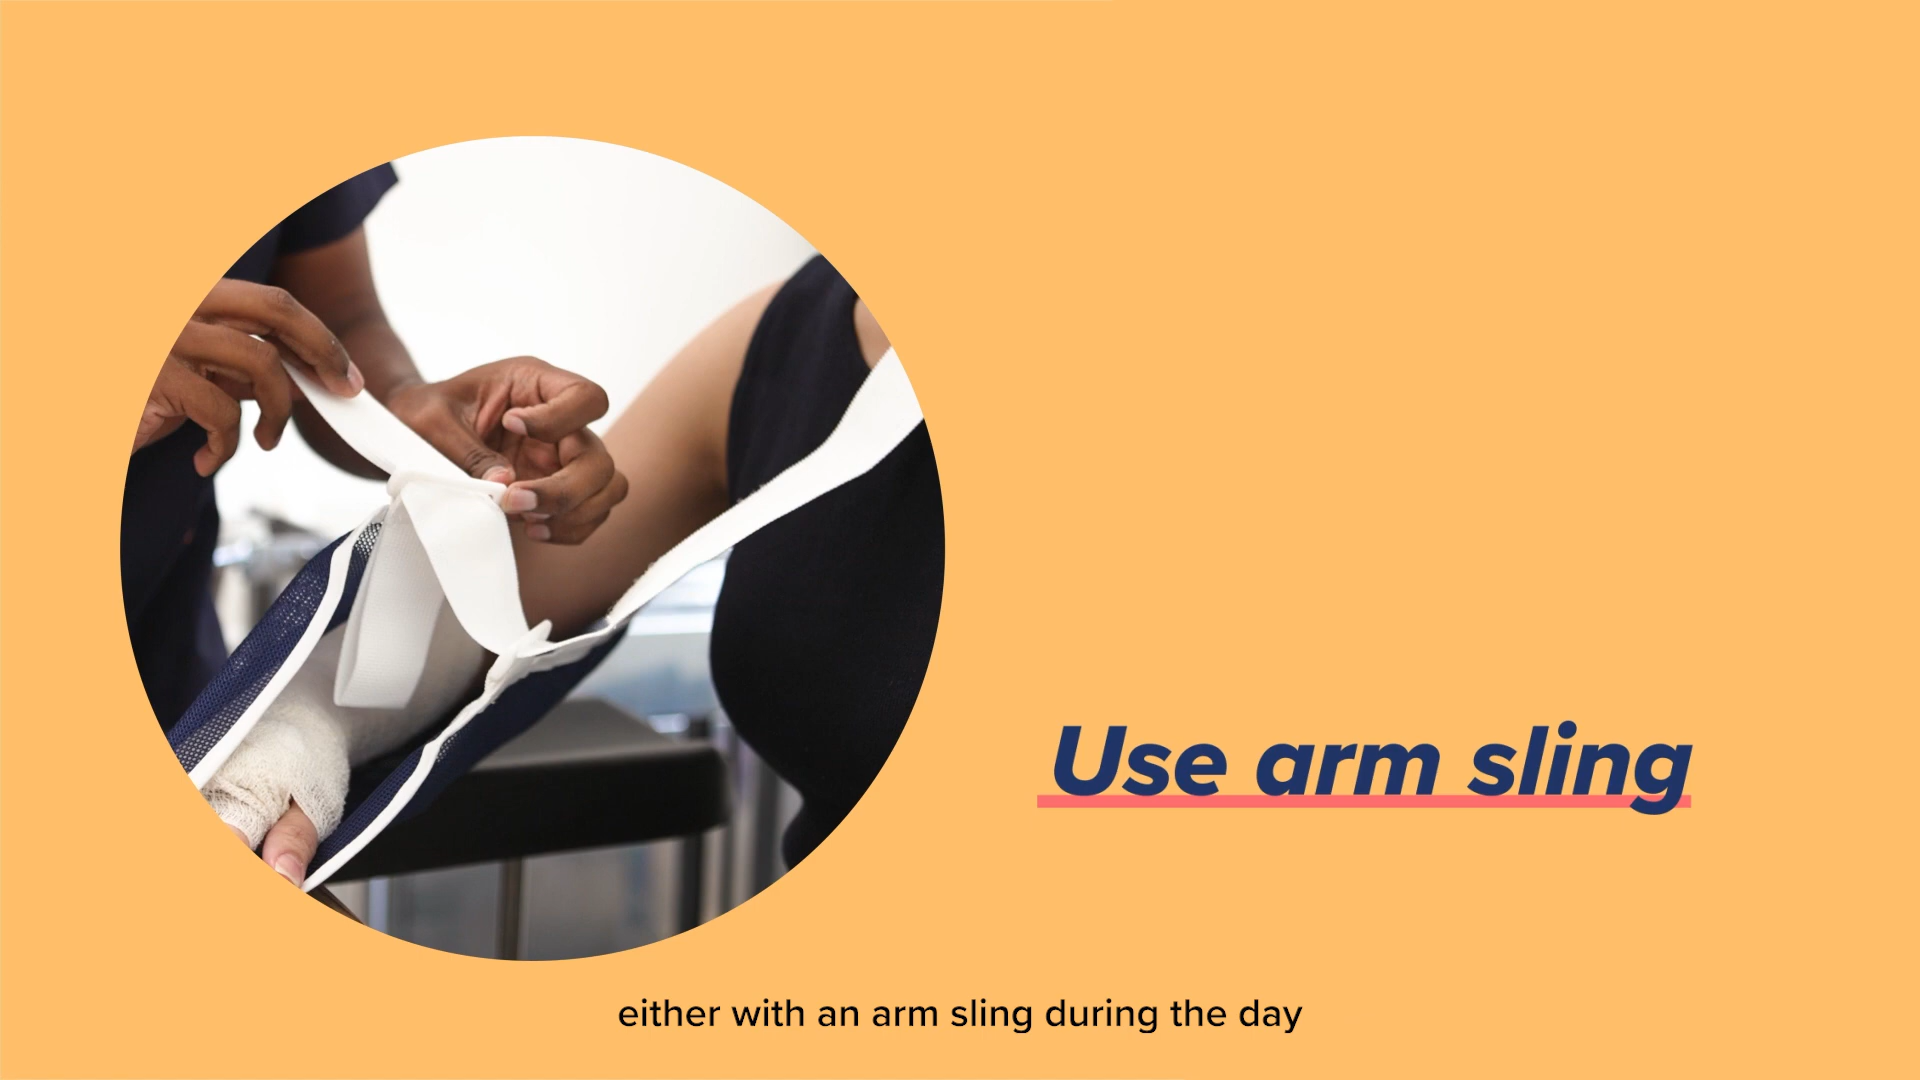 Use arm sling
either with an arm sling during the day